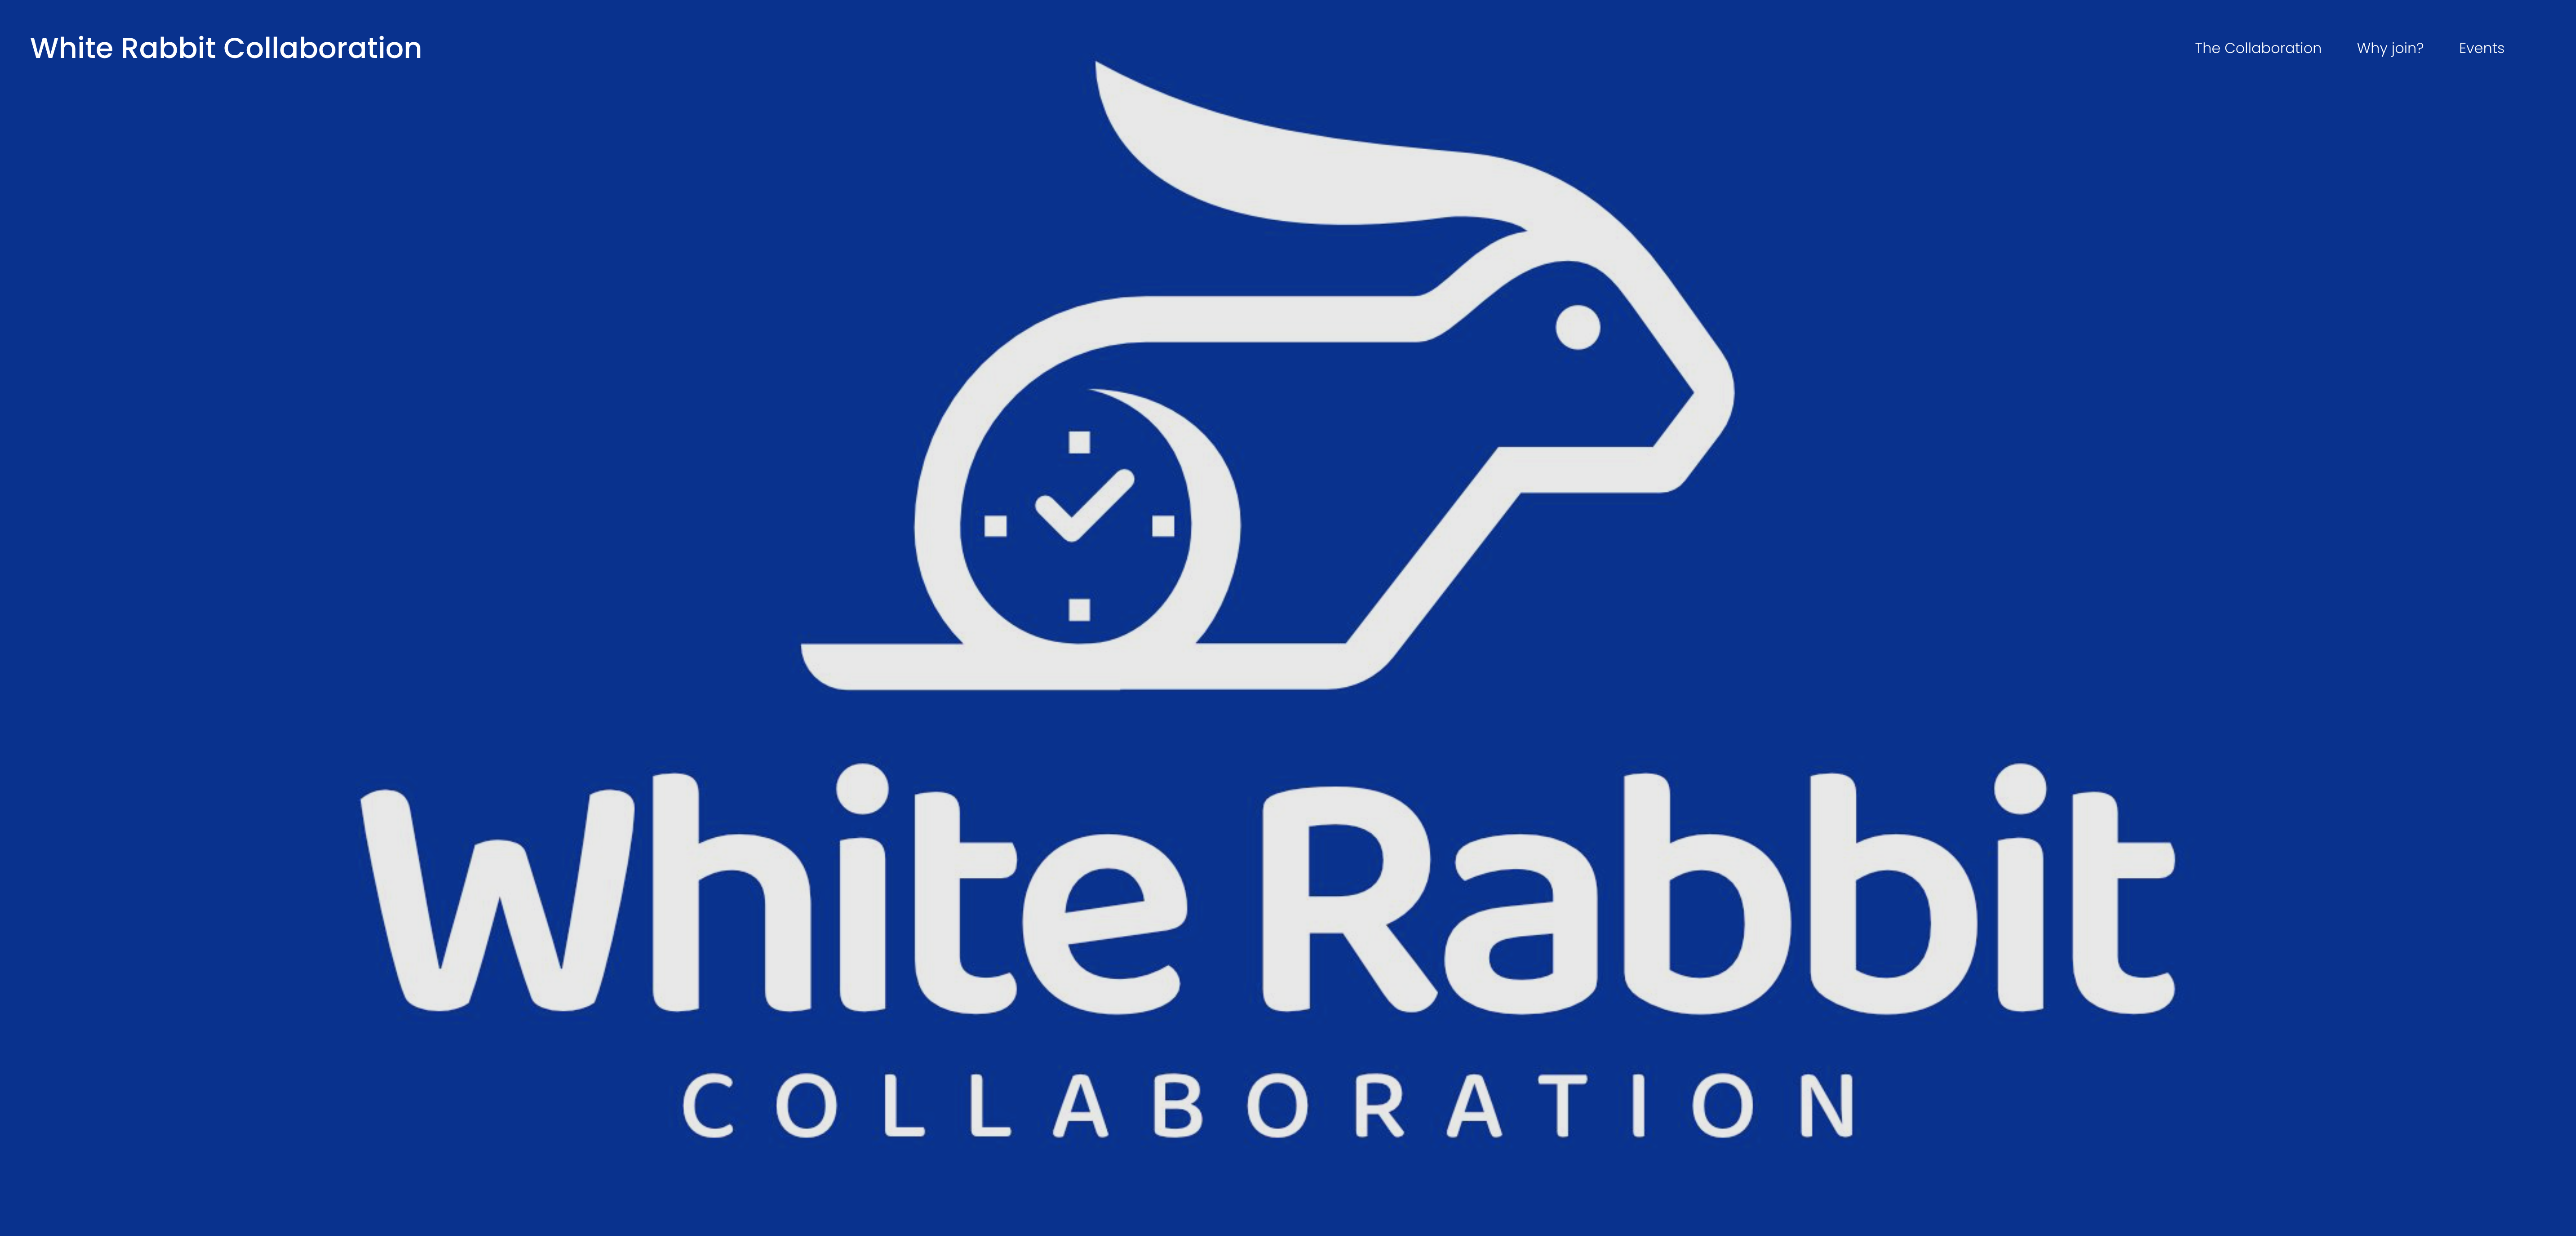 White Rabbit Collaboration
The Collaboration Why join? Events
White Rabbit
COLLABORATION